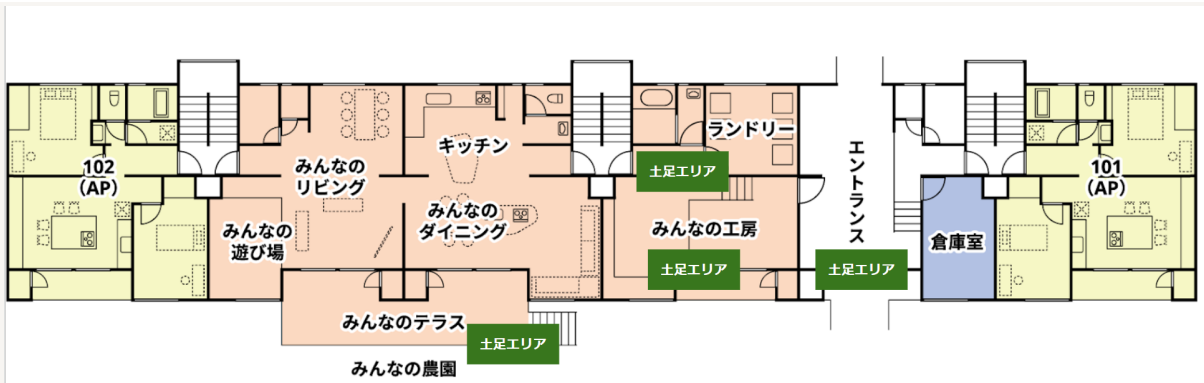 102
（AP）
みんなの
リビング
みんなの
遊び場
キッチン
みんなの
ダイニング
ランドリー
土足エリア
みんなの工房
土足エリア
エントランス
土足エリア
倉庫室
101
（AP）
みんなのテラス
土足エリア
みんなの農園